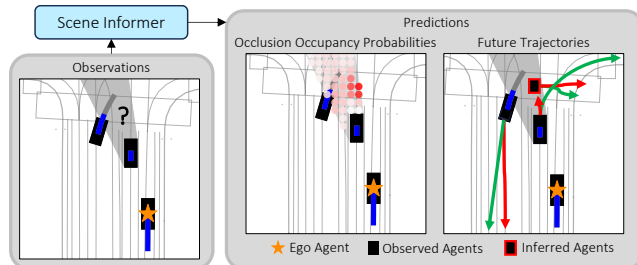 Scene Informer
Predictions
Occlusion Occupancy Probabilities
Future Trajectories
Observations
?
Ego Agent
Observed Agents
Inferred Agents